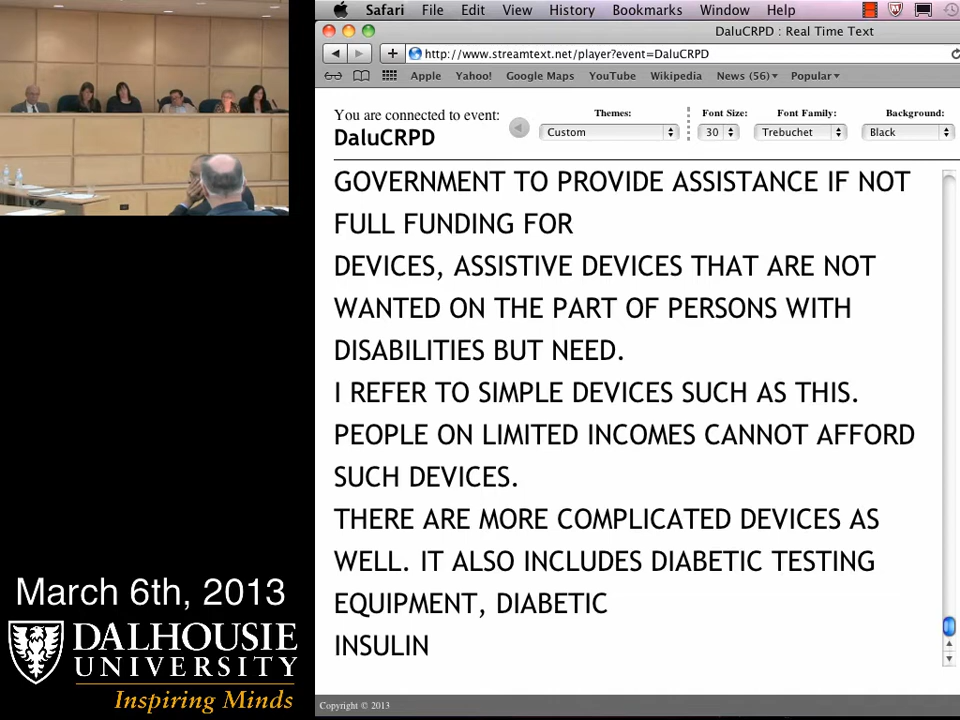 Safari File Edit View History Bookmarks Window Help
DaluCRPD : Real Time Text
http://www.streamtext.net/player?event=DaluCRPD
Apple Yahoo! Google Maps YouTube Wikipedia News (56) Popular
You are connected to event:
DaluCRPD
Themes: Font Size: Font Family: Background:
Custom 30 Trebuchet Black
GOVERNMENT TO PROVIDE ASSISTANCE IF NOT
FULL FUNDING FOR
DEVICES, ASSISTIVE DEVICES THAT ARE NOT
WANTED ON THE PART OF PERSONS WITH
DISABILITIES BUT NEED.
I REFER TO SIMPLE DEVICES SUCH AS THIS.
PEOPLE ON LIMITED INCOMES CANNOT AFFORD
SUCH DEVICES.
THERE ARE MORE COMPLICATED DEVICES AS
WELL. IT ALSO INCLUDES DIABETIC TESTING
EQUIPMENT, DIABETIC
INSULIN
Copyright © 2013
March 6th, 2013
DALHOUSIE
UNIVERSITY
Inspiring Minds